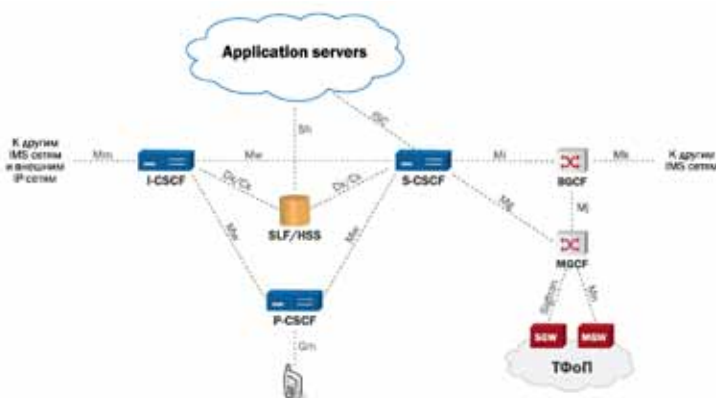 Application servers
Sh
ISC
К другим
IMS сетям
и внешним
IP сетям
Mm
I-CSCF
Mw
S-CSCF
Mi
BGCF
Mk
К другим
IMS сетям
Dx/Cx
Dx/Cx
SLF/HSS
Mw
Mw
Mg
Mj
MGCF
P-CSCF
Gm
Sigtran
Mn
SGW
MGW
ТФоП